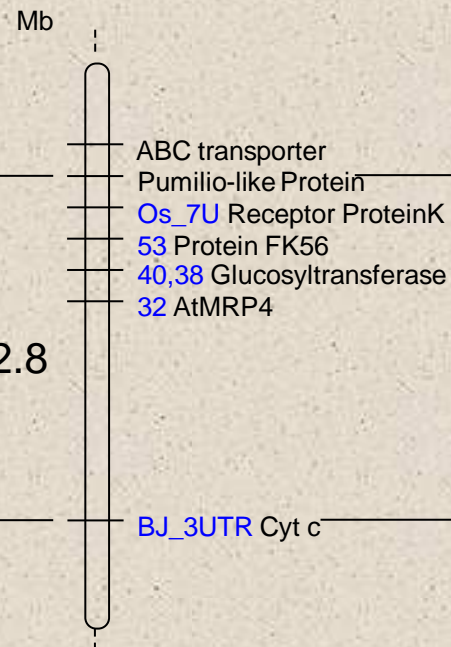 Mb
ABC transporter
Pumilio-like Protein
Os_7U Receptor ProteinK
53 Protein FK56
40,38 Glucosyltransferase
32 AtMRP4
2.8
BJ_3UTR Cyt c